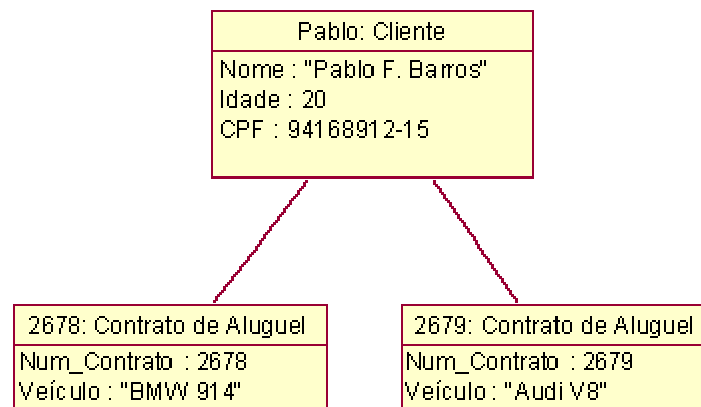 Pablo: Cliente
Nome : "Pablo F. Barros"
Idade : 20
CPF : 94168912-15
2678: Contrato de Aluguel
Num_Contrato : 2678
Veículo : "BMW 914"
2679: Contrato de Aluguel
Num_Contrato : 2679
Veículo : "Audi V8"